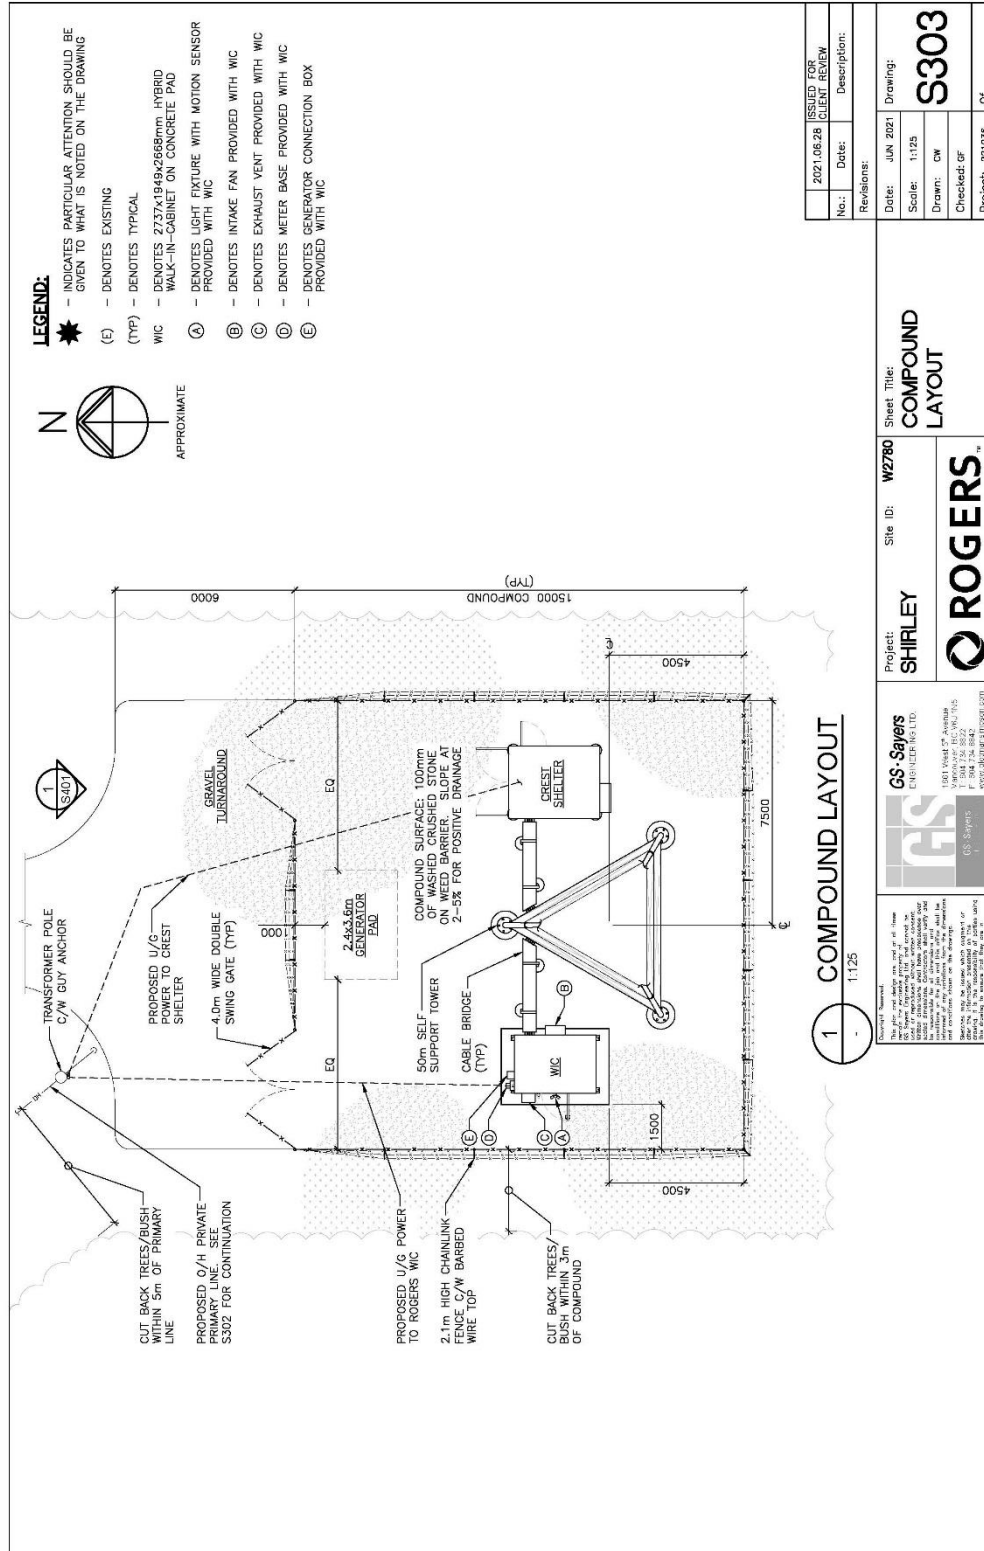 LEGEND:
– INDICATES PARTICULAR ATTENTION SHOULD BE
GIVEN TO WHAT IS NOTED ON THE DRAWING
(E) – DENOTES EXISTING
(TYP) – DENOTES TYPICAL
WIC – DENOTES 2737x1949x2668mm HYBRID
WALK-IN-CABINET ON CONCRETE PAD
A – DENOTES LIGHT FIXTURE WITH MOTION SENSOR
PROVIDED WITH WIC
B – DENOTES INTAKE FAN PROVIDED WITH WIC
C – DENOTES EXHAUST VENT PROVIDED WITH WIC
D – DENOTES METER BASE PROVIDED WITH WIC
E – DENOTES GENERATOR CONNECTION BOX
PROVIDED WITH WIC
N
APPROXIMATE
CUT BACK TREES/BUSH
WITHIN 5m OF PRIMARY
LINE
PROPOSED O/H PRIVATE
PRIMARY LINE. SEE
S302 FOR CONTINUATION
TRANSFORMER POLE
C/W GUY ANCHOR
1
S401
PROPOSED U/G
POWER TO CREST
SHELTER
4.0m WIDE DOUBLE
SWING GATE (TYP)
GRAVEL
TURNAROUND
6000
15000 COMPOUND
(TYP)
EQ
EQ
1000
2.4x3.6m
GENERATOR
PAD
PROPOSED U/G POWER
TO ROGERS WIC
2.1m HIGH CHAINLINK
FENCE C/W BARBED
WIRE TOP
CUT BACK TREES/
BUSH WITHIN 3m
OF COMPOUND
COMPOUND SURFACE: 100mm
OF WASHED CRUSHED STONE
ON WEED BARRIER. SLOPE AT
2–5% FOR POSITIVE DRAINAGE
50m SELF
SUPPORT TOWER
CABLE BRIDGE
(TYP)
E
D
C
A
B
WIC
CREST
SHELTER
1500
4500
4500
7500
1
-
COMPOUND LAYOUT
1:125
GS·Sayers
ENGINEERING LTD.
GS
GS·Sayers
Project:
SHIRLEY
Site ID: W2780
ROGERS™
Sheet Title:
COMPOUND
LAYOUT
2021.06.28 ISSUED FOR
CLIENT REVIEW
No.: Date: Description:
Revisions:
Date: JUN 2021
Scale: 1:125
Drawn: CW
Checked: GF
Drawing:
S303